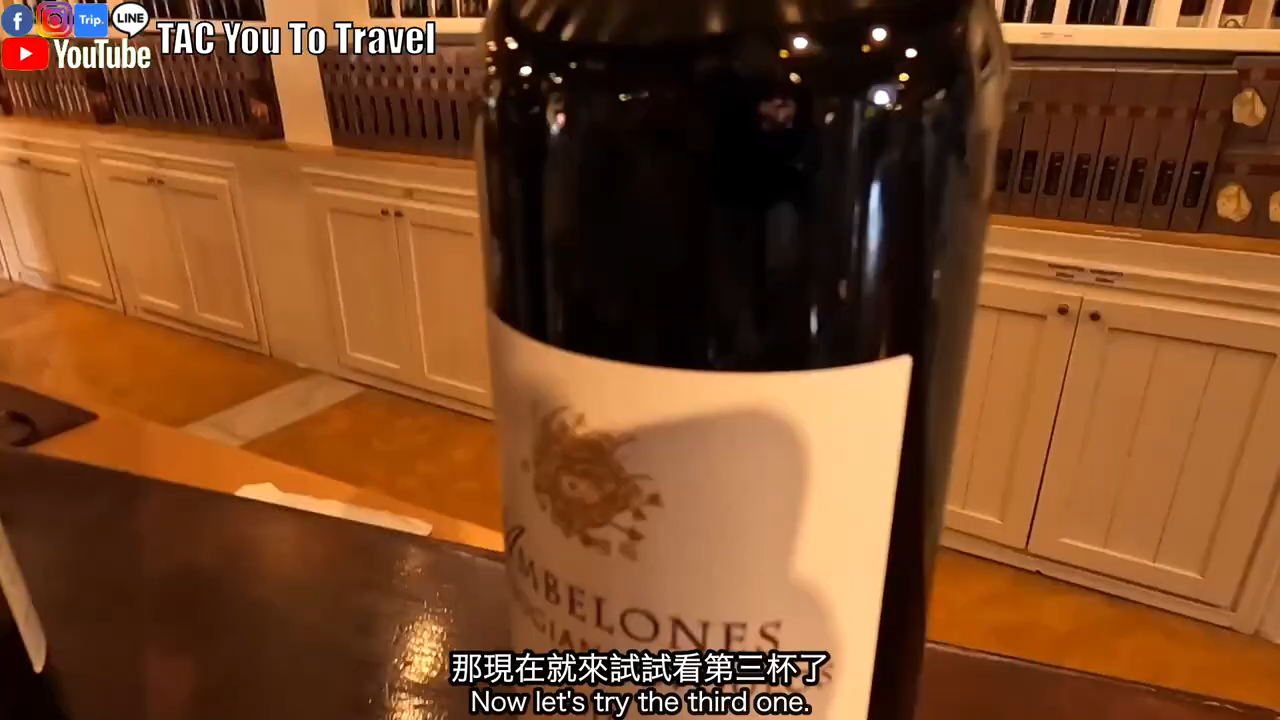 f
Trip.
LINE
TAC You To Travel
YouTube
AMBELONES
那現在就來試試看第三杯了
Now let's try the third one.